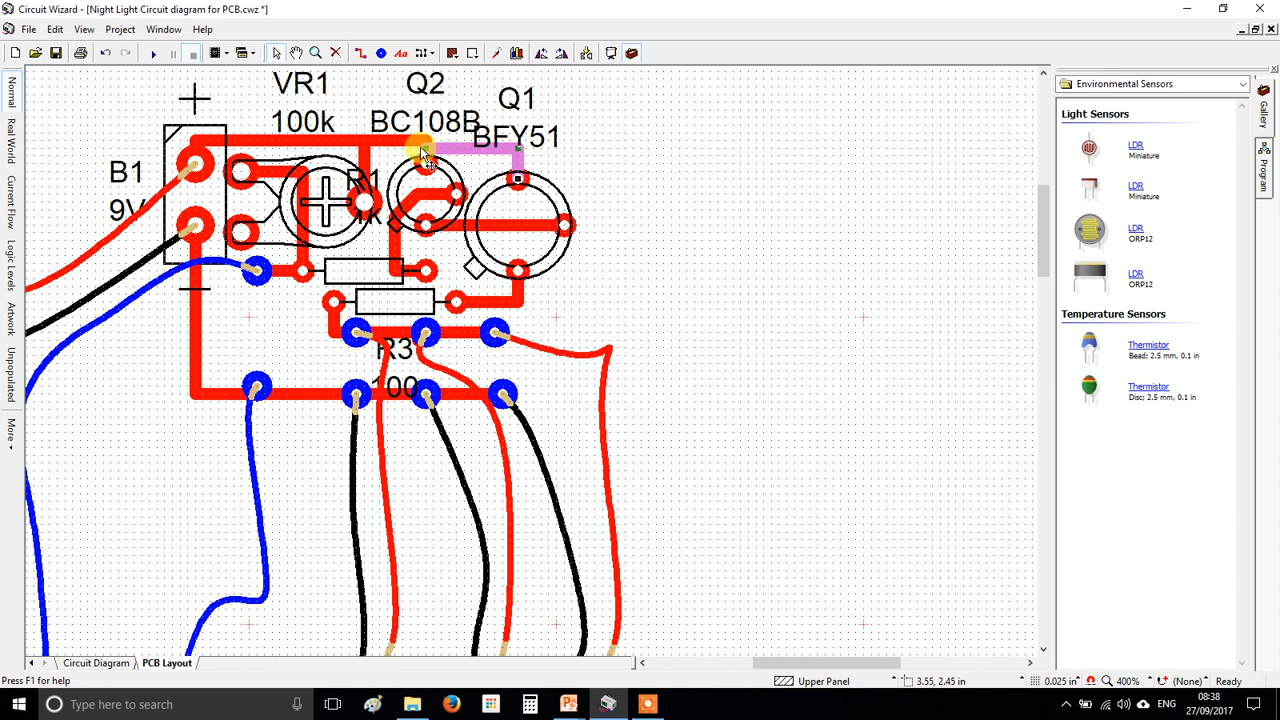 Circuit Wizard - [Night Light Circuit diagram for PCB.cwz *]
File Edit View Project Window Help
Normal
Real World
Current Flow
Logic Levels
Artwork
Unpopulated
More
VR1
100k
Q2
BC108B
Q1
BFY51
B1
9V
R1
1K
R3
100
Environmental Sensors
Light Sensors
LDR
Miniature
LDR
Miniature
LDR
ORP12
LDR
ORP12
Temperature Sensors
Thermistor
Bead; 2.5 mm, 0.1 in
Thermistor
Disc; 2.5 mm, 0.1 in
Gallery
Program
Circuit Diagram PCB Layout
Press F1 for help
Upper Panel 3.55, 2.45 in 0.025 in 400% (None) Ready
Type here to search
ENG
08:38
27/09/2017